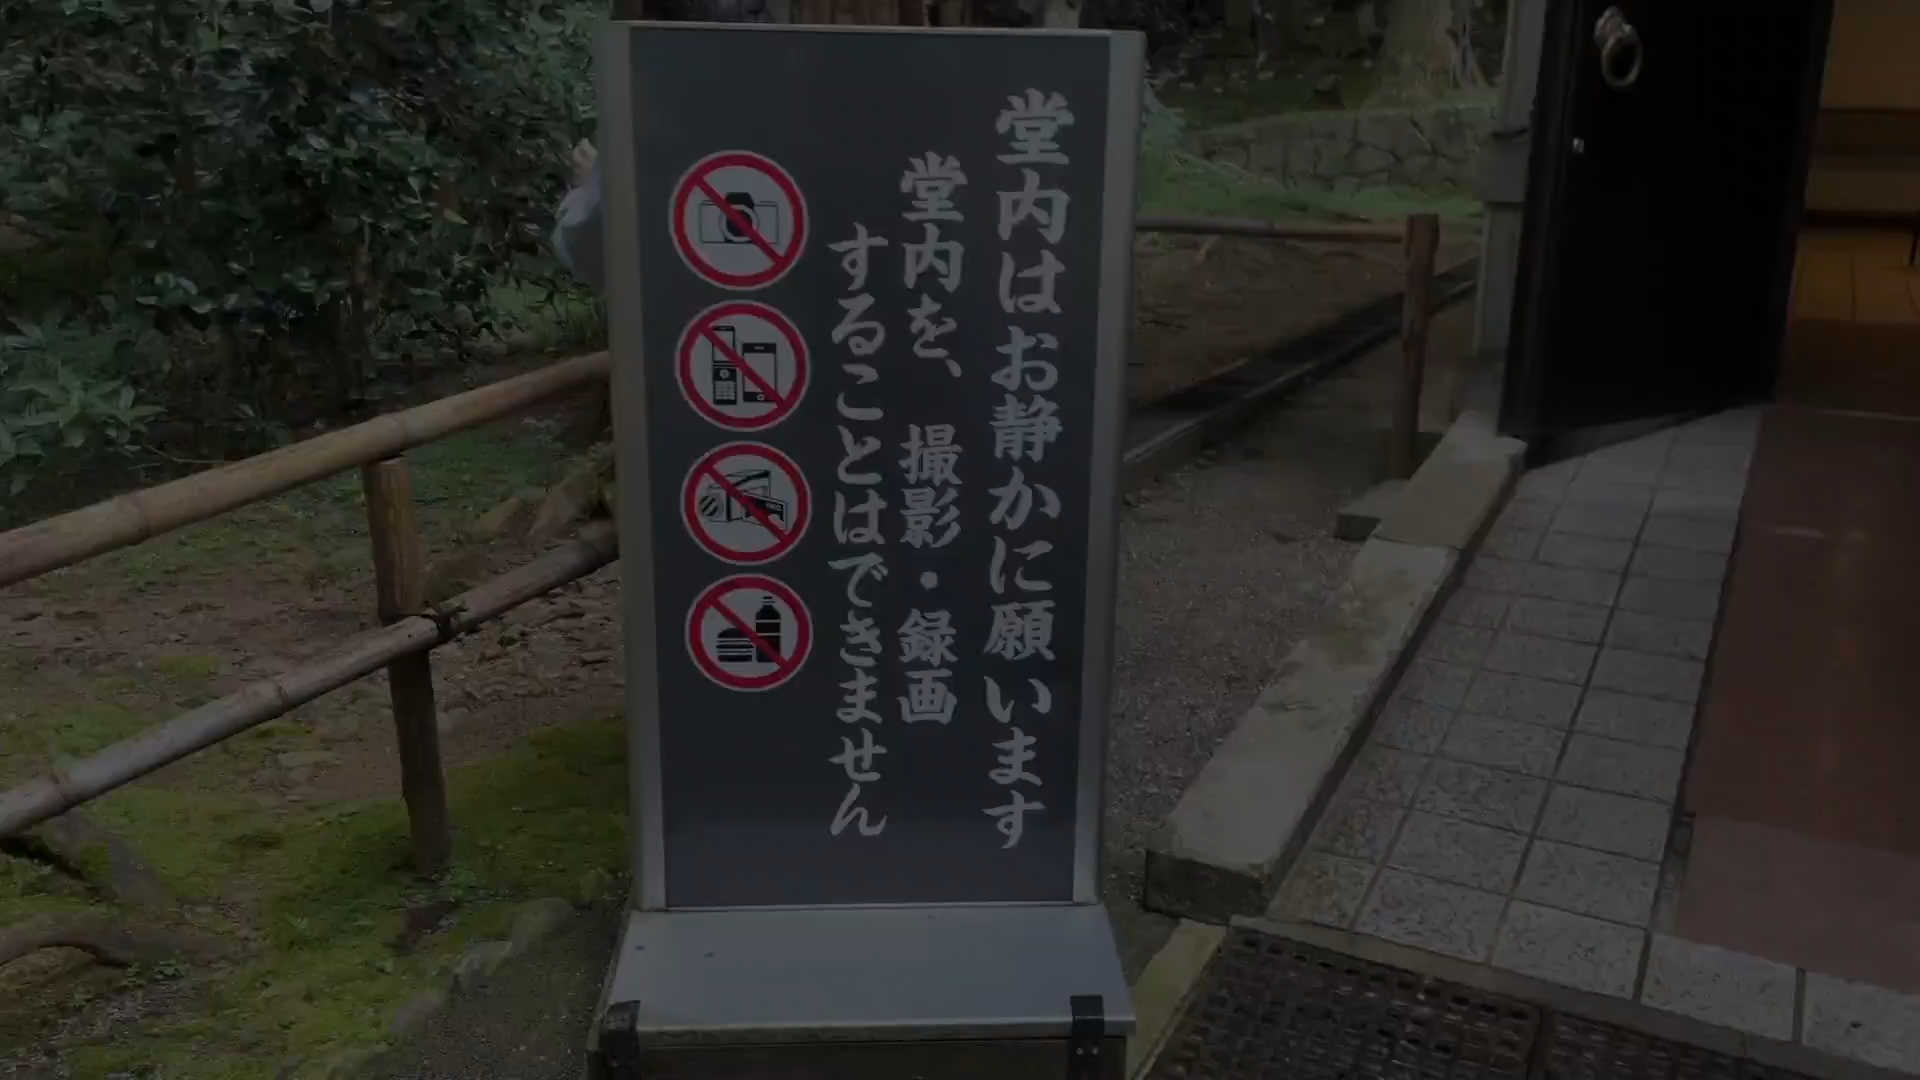 堂内はお静かに願います
堂内を、撮影・録画
することはできません